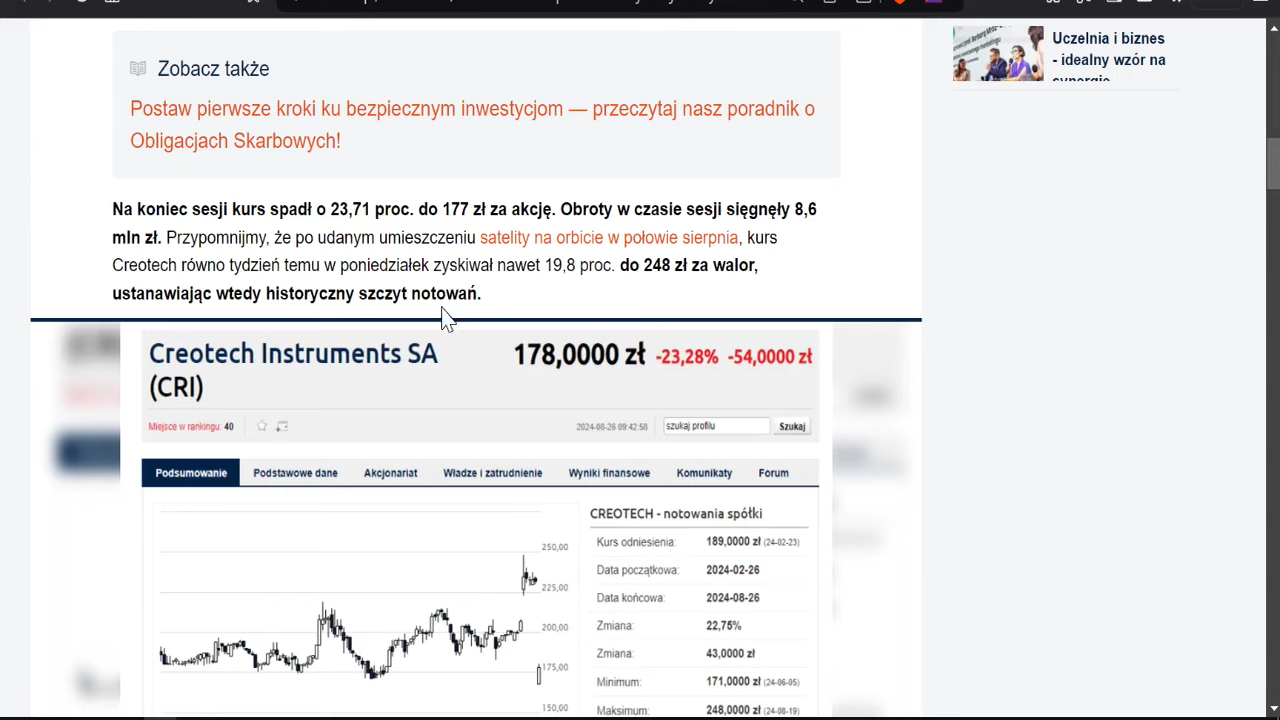 Zobacz także
Postaw pierwsze kroki ku bezpiecznym inwestycjom — przeczytaj nasz poradnik o
Obligacjach Skarbowych!
Na koniec sesji kurs spadł o 23,71 proc. do 177 zł za akcję. Obroty w czasie sesji sięgnęły 8,6
mln zł. Przypomnijmy, że po udanym umieszczeniu satelity na orbicie w połowie sierpnia, kurs
Creotech równo tydzień temu w poniedziałek zyskiwał nawet 19,8 proc. do 248 zł za walor,
ustanawiając wtedy historyczny szczyt notowań.
Uczelnia i biznes
- idealny wzór na
synergię
Creotech Instruments SA
(CRI)
178,0000 zł -23,28% -54,0000 zł
Miejsce w rankingu: 40
2024-08-26 09:42:58
szukaj profilu
Szukaj
Podsumowanie Podstawowe dane Akcjonariat Władze i zatrudnienie Wyniki finansowe Komunikaty Forum
250,00
225,00
200,00
175,00
150,00
CREOTECH - notowania spółki
Kurs odniesienia: 189,0000 zł (24-02-23)
Data początkowa: 2024-02-26
Data końcowa: 2024-08-26
Zmiana: 22,75%
Zmiana: 43,0000 zł
Minimum: 171,0000 zł (24-06-05)
Maksimum: 248,0000 zł (24-08-19)